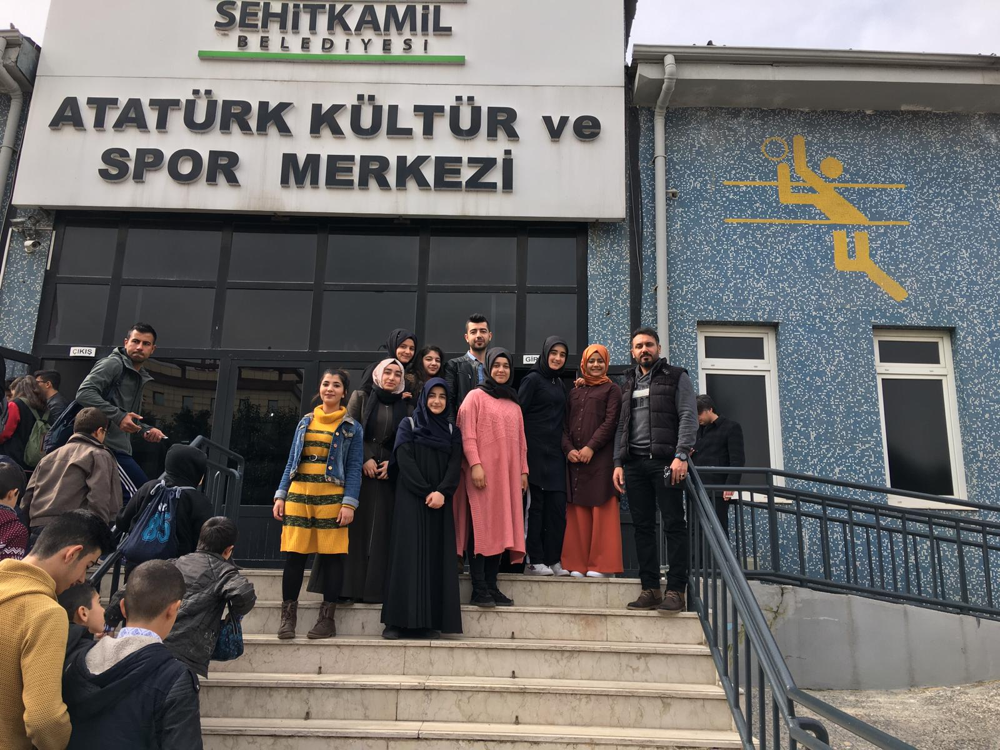 ŞEHİTKAMİL
BELEDİYESİ
ATATÜRK KÜLTÜR ve
SPOR MERKEZİ
ÇIKIŞ
85